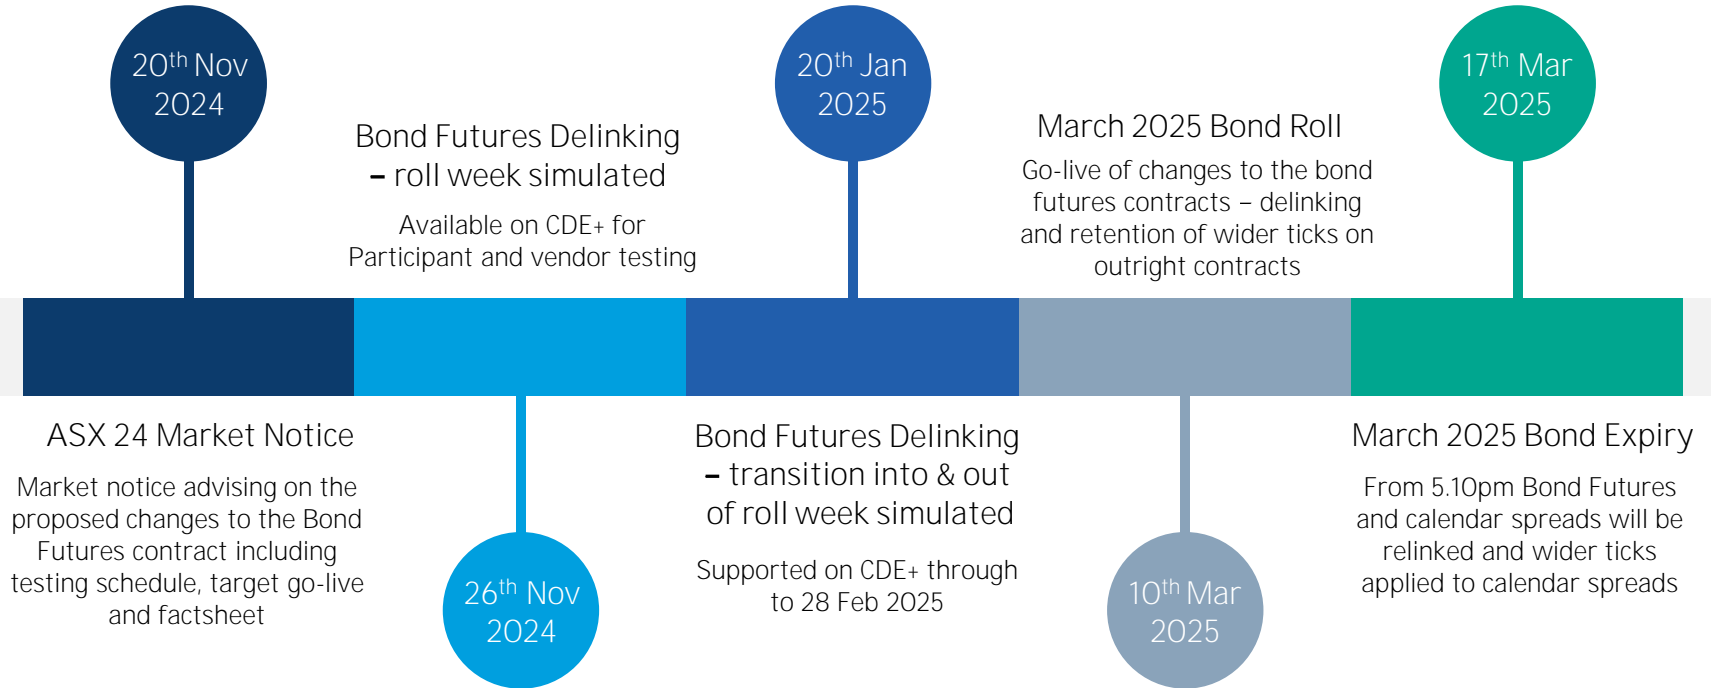 20th Nov
2024
ASX 24 Market Notice
Market notice advising on the
proposed changes to the Bond
Futures contract including
testing schedule, target go-live
and factsheet
Bond Futures Delinking
– roll week simulated
Available on CDE+ for
Participant and vendor testing
26th Nov
2024
20th Jan
2025
Bond Futures Delinking
– transition into & out
of roll week simulated
Supported on CDE+ through
to 28 Feb 2025
March 2025 Bond Roll
Go-live of changes to the bond
futures contracts – delinking
and retention of wider ticks on
outright contracts
10th Mar
2025
17th Mar
2025
March 2025 Bond Expiry
From 5.10pm Bond Futures
and calendar spreads will be
relinked and wider ticks
applied to calendar spreads